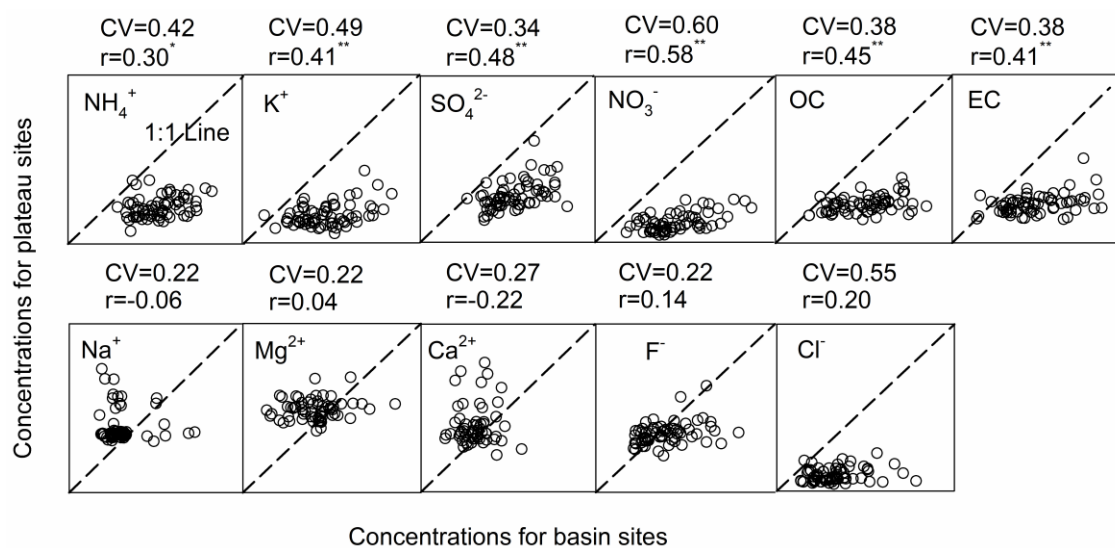 CV=0.42 CV=0.49 CV=0.34 CV=0.60 CV=0.38 CV=0.38
r=0.30* r=0.41** r=0.48** r=0.58** r=0.45** r=0.41**
NH₄⁺ K⁺ SO₄²⁻ NO₃⁻ OC EC
1:1 Line
CV=0.22 CV=0.22 CV=0.27 CV=0.22 CV=0.55
r=-0.06 r=0.04 r=-0.22 r=0.14 r=0.20
Na⁺ Mg²⁺ Ca²⁺ F⁻ Cl⁻
Concentrations for plateau sites
Concentrations for basin sites